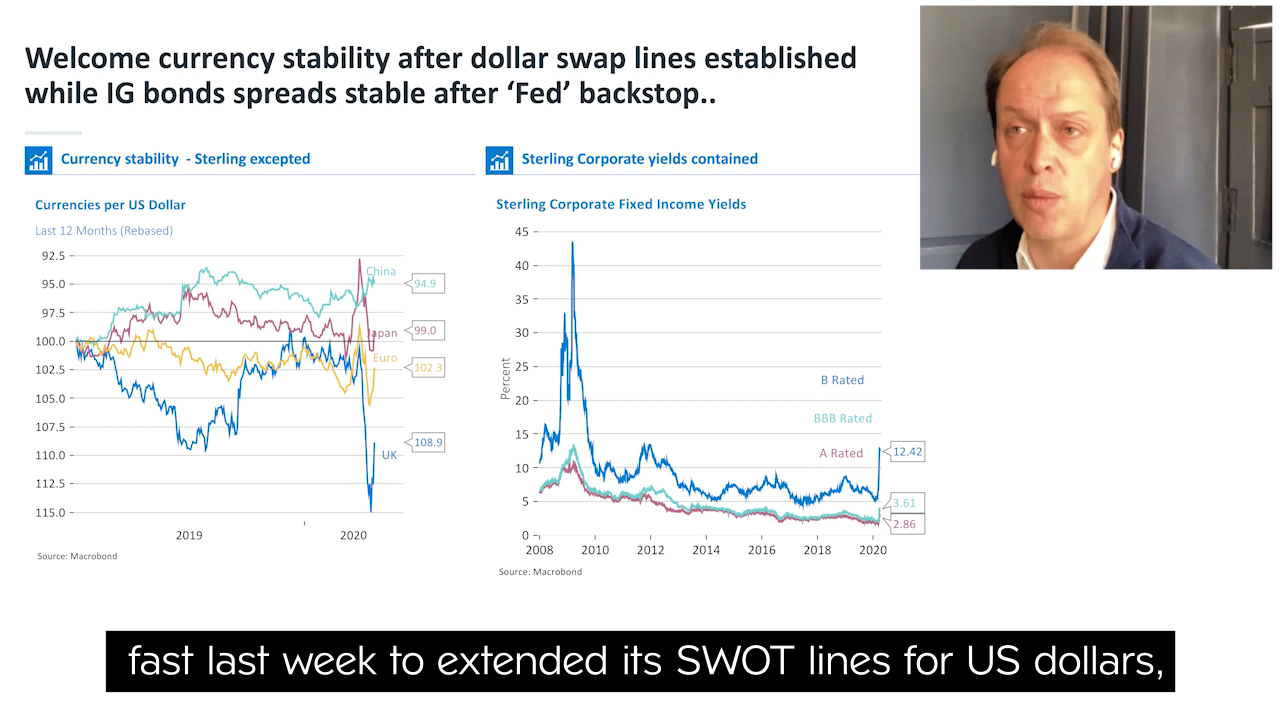 Welcome currency stability after dollar swap lines established
while IG bonds spreads stable after ‘Fed’ backstop..
Currency stability - Sterling excepted
Currencies per US Dollar
Last 12 Months (Rebased)
92.5
95.0
97.5
100.0
102.5
105.0
107.5
110.0
112.5
115.0
China
94.9
Japan
99.0
Euro
102.3
108.9
UK
2019
2020
Source: Macrobond
Sterling Corporate yields contained
Sterling Corporate Fixed Income Yields
Percent
45
40
35
30
25
20
15
10
5
0
B Rated
BBB Rated
A Rated
12.42
3.61
2.86
2008
2010
2012
2014
2016
2018
2020
Source: Macrobond
fast last week to extended its SWOT lines for US dollars,